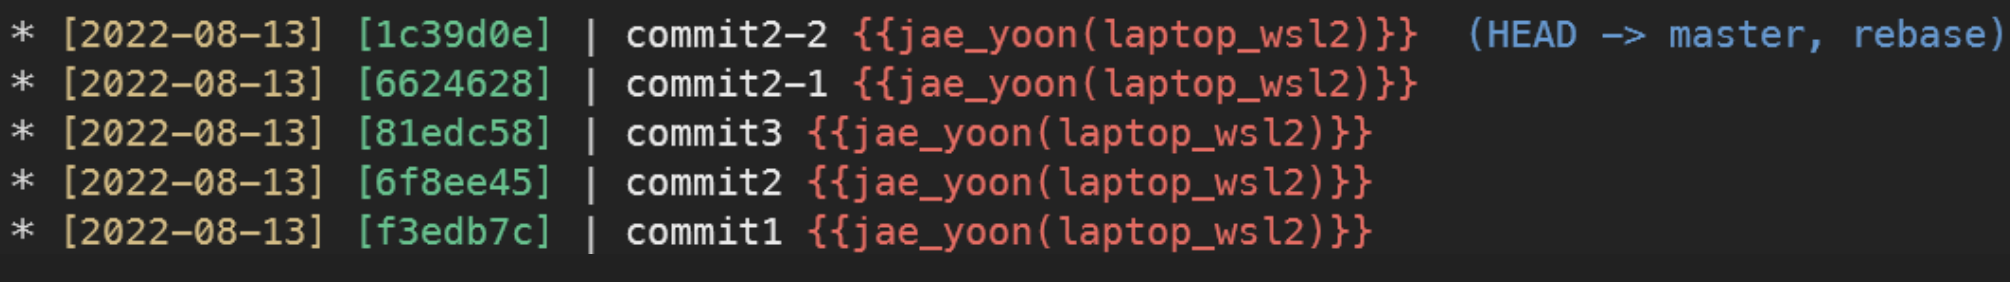 * [2022-08-13] [1c39d0e] | commit2-2 {{jae_yoon(laptop_wsl2)}} (HEAD -> master, rebase)
* [2022-08-13] [6624628] | commit2-1 {{jae_yoon(laptop_wsl2)}}
* [2022-08-13] [81edc58] | commit3 {{jae_yoon(laptop_wsl2)}}
* [2022-08-13] [6f8ee45] | commit2 {{jae_yoon(laptop_wsl2)}}
* [2022-08-13] [f3edb7c] | commit1 {{jae_yoon(laptop_wsl2)}}